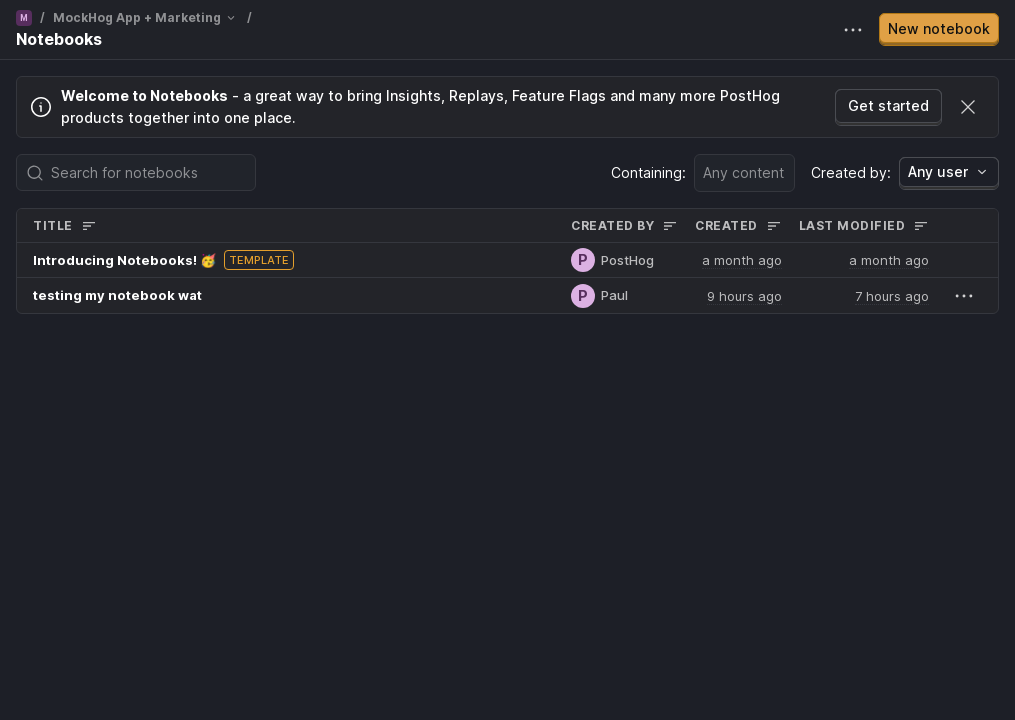 M / MockHog App + Marketing /
Notebooks
New notebook
Welcome to Notebooks - a great way to bring Insights, Replays, Feature Flags and many more PostHog
products together into one place.
Get started
Search for notebooks
Containing: Any content Created by: Any user
TITLE CREATED BY CREATED LAST MODIFIED
Introducing Notebooks! 🥳 TEMPLATE P PostHog a month ago a month ago
testing my notebook wat P Paul 9 hours ago 7 hours ago